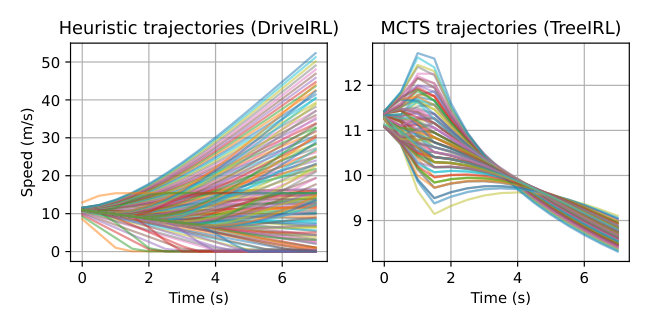 Heuristic trajectories (DriveIRL)
50
40
30
20
10
0
Speed (m/s)
0 2 4 6
Time (s)
MCTS trajectories (TreeIRL)
12
11
10
9
0 2 4 6
Time (s)